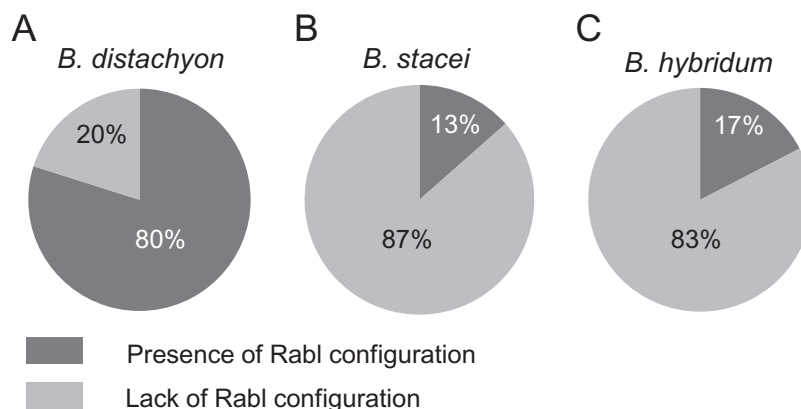 A
B. distachyon
20%
80%
B
B. stacei
13%
87%
C
B. hybridum
17%
83%
Presence of Rabl configuration
Lack of Rabl configuration